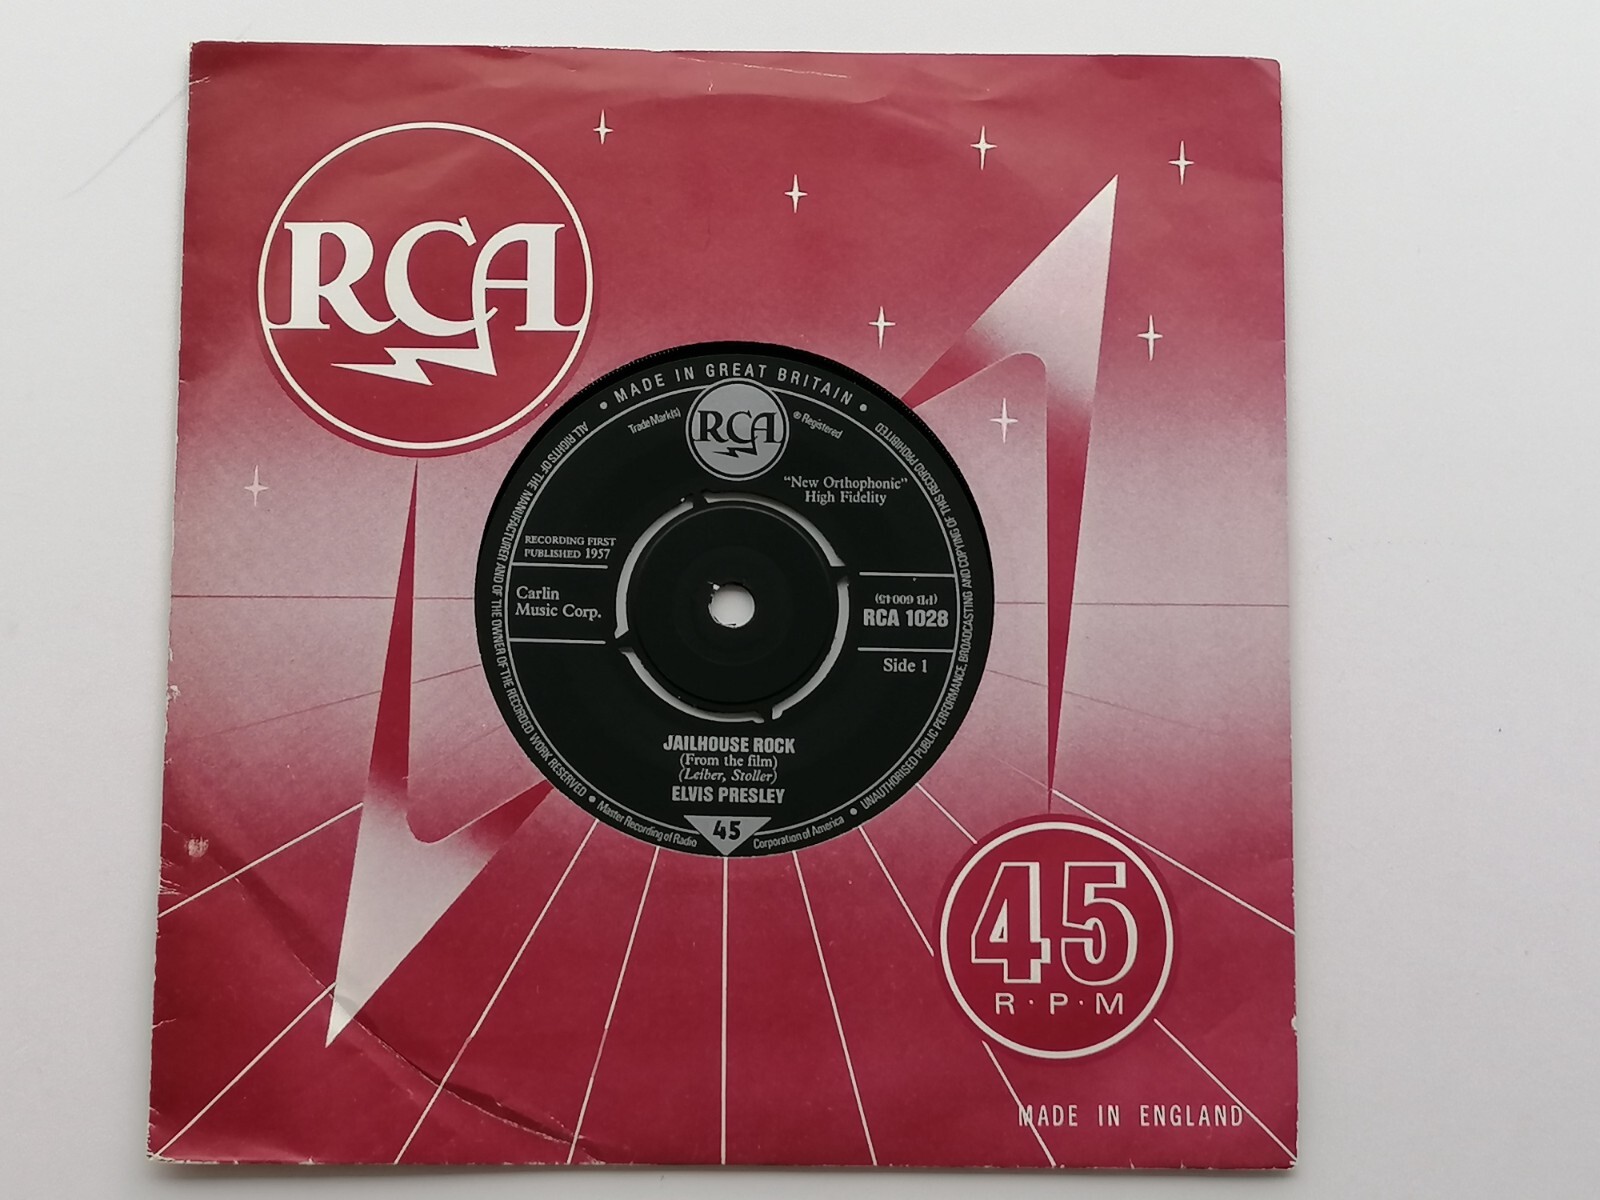 RCA
MADE IN GREAT BRITAIN
Trade Mark(s)
RCA
® Registered
"New Orthophonic"
High Fidelity
RECORDING FIRST
PUBLISHED 1957
Carlin
Music Corp.
(PB 60045)
RCA 1028
Side 1
JAILHOUSE ROCK
(From the film)
(Leiber, Stoller)
ELVIS PRESLEY
45
ALL RIGHTS OF THE MANUFACTURER AND OF THE OWNER OF THE RECORDED WORK RESERVED
Master Recording of Radio Corporation of America
UNAUTHORISED PUBLIC PERFORMANCE, BROADCASTING AND COPYING OF THIS RECORD PROHIBITED
45
R·P·M
MADE IN ENGLAND